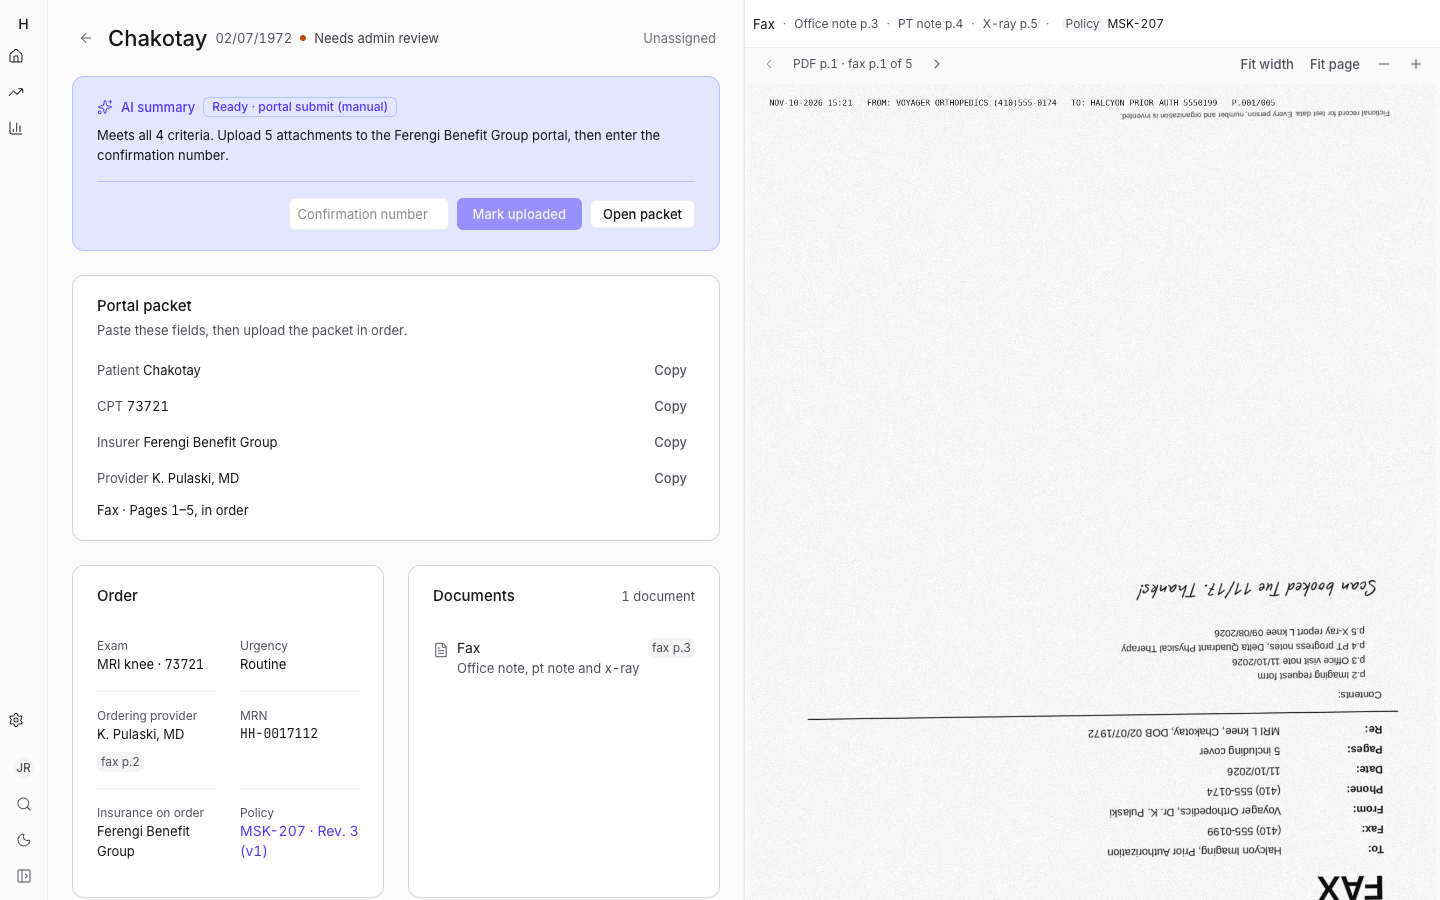 H
Chakotay 02/07/1972 Needs admin review Unassigned
AI summary Ready · portal submit (manual)
Meets all 4 criteria. Upload 5 attachments to the Ferengi Benefit Group portal, then enter the
confirmation number.
Confirmation number Mark uploaded Open packet
Portal packet
Paste these fields, then upload the packet in order.
Patient Chakotay Copy
CPT 73721 Copy
Insurer Ferengi Benefit Group Copy
Provider K. Pulaski, MD Copy
Fax · Pages 1–5, in order
Order
Exam
MRI knee · 73721
Urgency
Routine
Ordering provider
K. Pulaski, MD
fax p.2
MRN
HH-0017112
Insurance on order
Ferengi Benefit
Group
Policy
MSK-207 · Rev. 3
(v1)
Documents 1 document
Fax fax p.3
Office note, pt note and x-ray
JR
Fax · Office note p.3 · PT note p.4 · X-ray p.5 · Policy MSK-207
PDF p.1 · fax p.1 of 5 Fit width Fit page
NOV-10-2026 15:21 FROM: VOYAGER ORTHOPEDICS (410)555-0174 TO: HALCYON PRIOR AUTH 5550199 P.001/005
FAX
To: Halcyon Imaging, Prior Authorization
Fax: (410) 555-0199
From: Voyager Orthopedics, Dr. K. Pulaski
Phone: (410) 555-0174
Date: 11/10/2026
Pages: 5 including cover
Re: MRI L knee, Chakotay, DOB 02/07/1972
Contents:
p.2 Imaging request form
p.3 Office visit note 11/10/2026
p.4 PT progress notes, Delta Quadrant Physical Therapy
p.5 X-ray report L knee 09/08/2026
Scan booked Tue 11/17. Thanks!
Fictional record for test data. Every person, number and organization is invented.